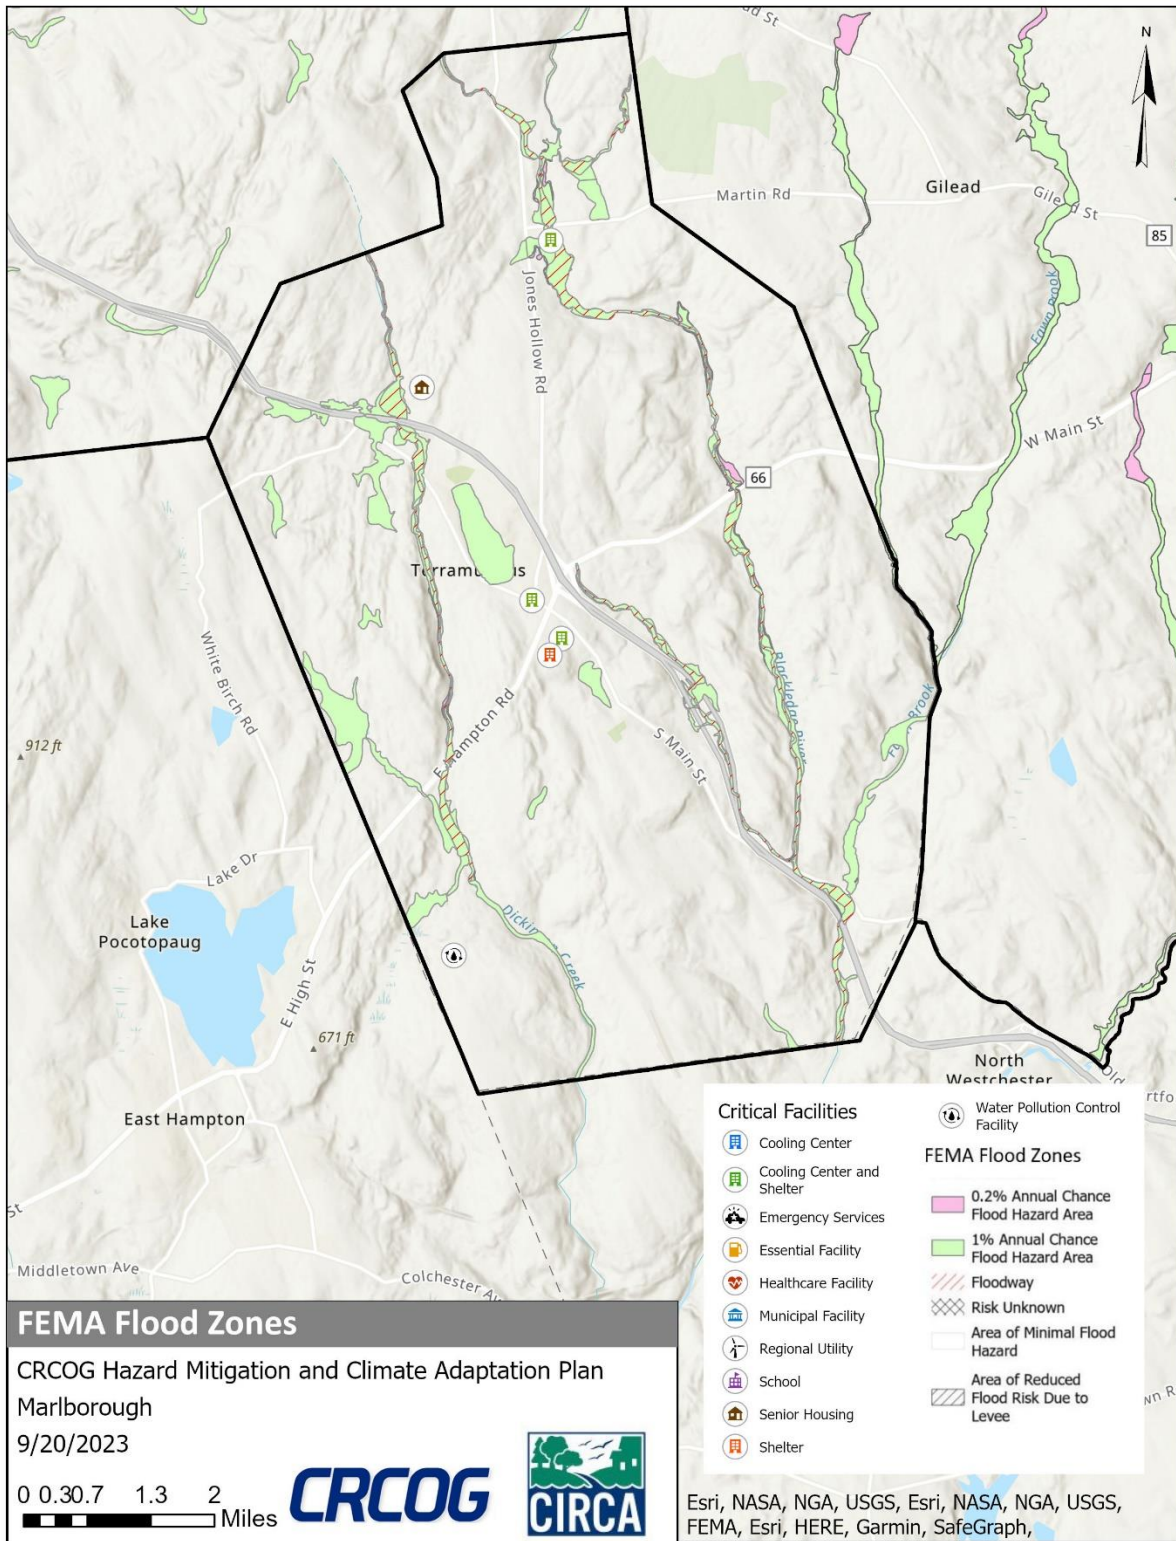 ad St
N
Martin Rd
Gilead
Gilead St
85
Jones Hollow Rd
Fawn Brook
W Main St
66
Blackledge River
White Birch Rd
912 ft
E Hampton Rd
S Main St
Brook
Lake Dr
Lake
Pocotopaug
Creek
E High St
671 ft
North
Westchester
East Hampton
St
Middletown Ave
Colchester Av
Critical Facilities
Cooling Center
Cooling Center and
Shelter
Emergency Services
Essential Facility
Healthcare Facility
Municipal Facility
Regional Utility
School
Senior Housing
Shelter
Water Pollution Control
Facility
FEMA Flood Zones
0.2% Annual Chance
Flood Hazard Area
1% Annual Chance
Flood Hazard Area
Floodway
Risk Unknown
Area of Minimal Flood
Hazard
Area of Reduced
Flood Risk Due to
Levee
FEMA Flood Zones
CRCOG Hazard Mitigation and Climate Adaptation Plan
Marlborough
9/20/2023
0 0.30.7 1.3 2
Miles
CRCOG
CIRCA
Esri, NASA, NGA, USGS, Esri, NASA, NGA, USGS,
FEMA, Esri, HERE, Garmin, SafeGraph,